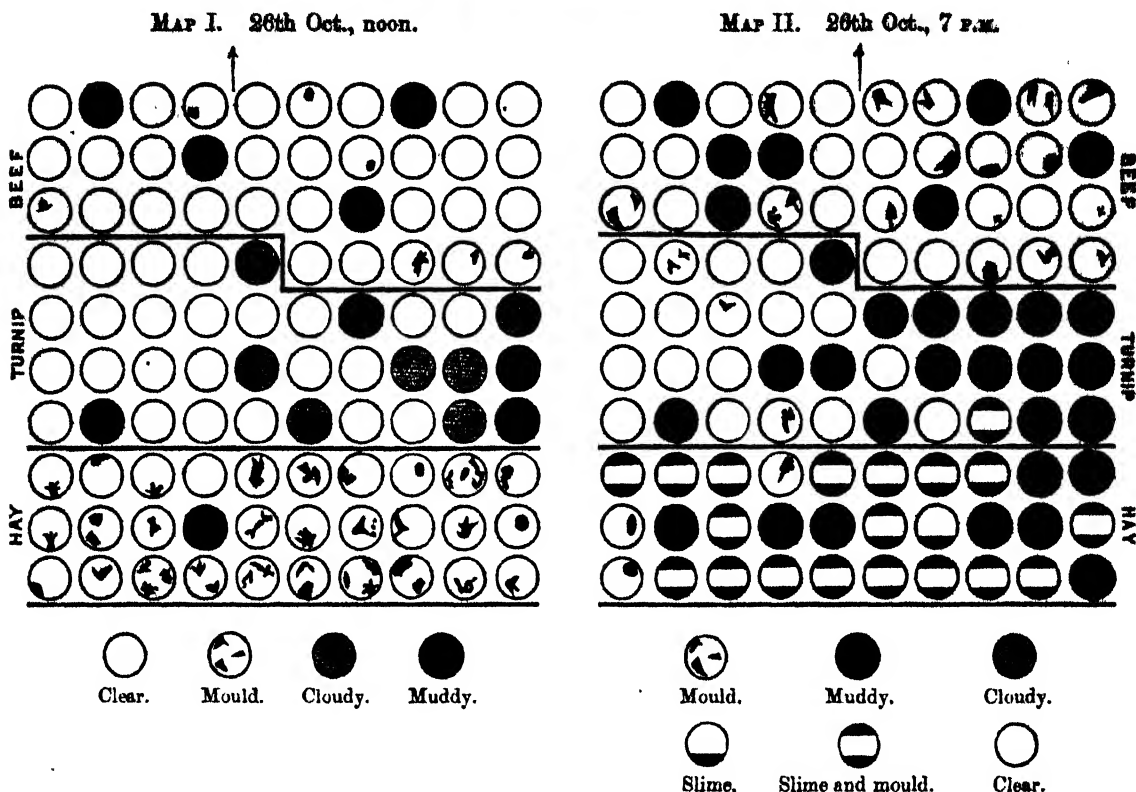 Map I. 26th Oct., noon.
Map II. 26th Oct., 7 P.M.
BEEF
TURNIP
HAY
BEEF
TURNIP
HAY
Clear. Mould. Cloudy. Muddy.
Mould. Muddy. Cloudy.
Slime. Slime and mould. Clear.